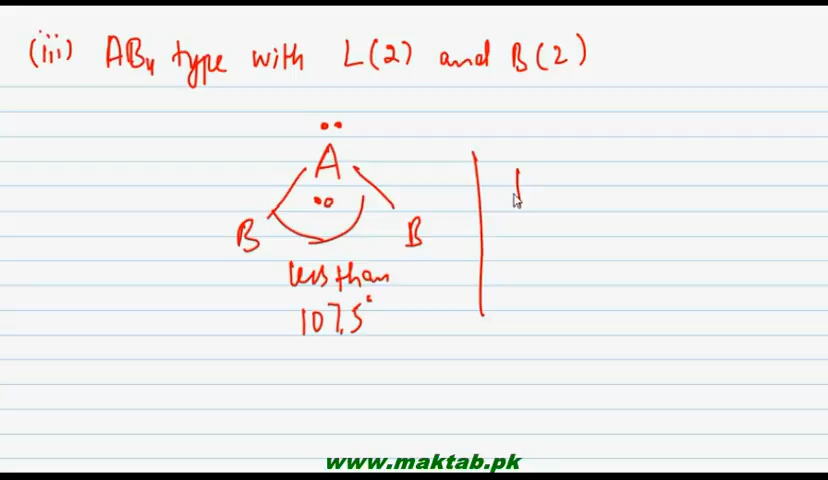 (iii) AB4 type with L(2) and B(2)
A
B B
less than
107.5°
www.maktab.pk